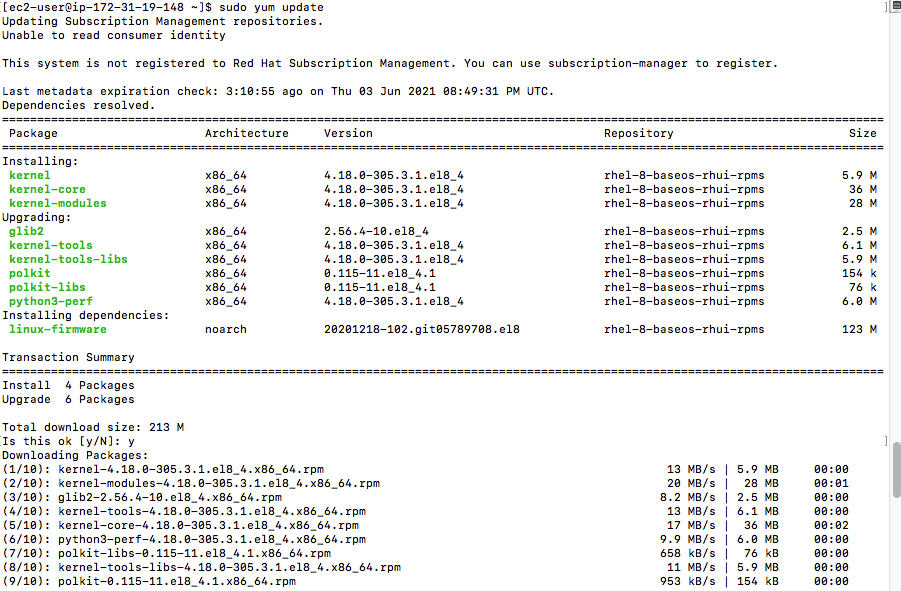 [ec2-user@ip-172-31-19-148 ~]$ sudo yum update
Updating Subscription Management repositories.
Unable to read consumer identity
This system is not registered to Red Hat Subscription Management. You can use subscription-manager to register.
Last metadata expiration check: 3:10:55 ago on Thu 03 Jun 2021 08:49:31 PM UTC.
Dependencies resolved.
Package Architecture Version Repository Size
Installing:
kernel x86_64 4.18.0-305.3.1.el8_4 rhel-8-baseos-rhui-rpms 5.9 M
kernel-core x86_64 4.18.0-305.3.1.el8_4 rhel-8-baseos-rhui-rpms 36 M
kernel-modules x86_64 4.18.0-305.3.1.el8_4 rhel-8-baseos-rhui-rpms 28 M
Upgrading:
glib2 x86_64 2.56.4-10.el8_4 rhel-8-baseos-rhui-rpms 2.5 M
kernel-tools x86_64 4.18.0-305.3.1.el8_4 rhel-8-baseos-rhui-rpms 6.1 M
kernel-tools-libs x86_64 4.18.0-305.3.1.el8_4 rhel-8-baseos-rhui-rpms 5.9 M
polkit x86_64 0.115-11.el8_4.1 rhel-8-baseos-rhui-rpms 154 k
polkit-libs x86_64 0.115-11.el8_4.1 rhel-8-baseos-rhui-rpms 76 k
python3-perf x86_64 4.18.0-305.3.1.el8_4 rhel-8-baseos-rhui-rpms 6.0 M
Installing dependencies:
linux-firmware noarch 20201218-102.git05789708.el8 rhel-8-baseos-rhui-rpms 123 M
Transaction Summary
Install 4 Packages
Upgrade 6 Packages
Total download size: 213 M
Is this ok [y/N]: y
Downloading Packages:
(1/10): kernel-4.18.0-305.3.1.el8_4.x86_64.rpm 13 MB/s | 5.9 MB 00:00
(2/10): kernel-modules-4.18.0-305.3.1.el8_4.x86_64.rpm 20 MB/s | 28 MB 00:01
(3/10): glib2-2.56.4-10.el8_4.x86_64.rpm 8.2 MB/s | 2.5 MB 00:00
(4/10): kernel-tools-4.18.0-305.3.1.el8_4.x86_64.rpm 13 MB/s | 6.1 MB 00:00
(5/10): kernel-core-4.18.0-305.3.1.el8_4.x86_64.rpm 17 MB/s | 36 MB 00:02
(6/10): python3-perf-4.18.0-305.3.1.el8_4.x86_64.rpm 9.9 MB/s | 6.0 MB 00:00
(7/10): polkit-libs-0.115-11.el8_4.1.x86_64.rpm 658 kB/s | 76 kB 00:00
(8/10): kernel-tools-libs-4.18.0-305.3.1.el8_4.x86_64.rpm 11 MB/s | 5.9 MB 00:00
(9/10): polkit-0.115-11.el8_4.1.x86_64.rpm 953 kB/s | 154 kB 00:00